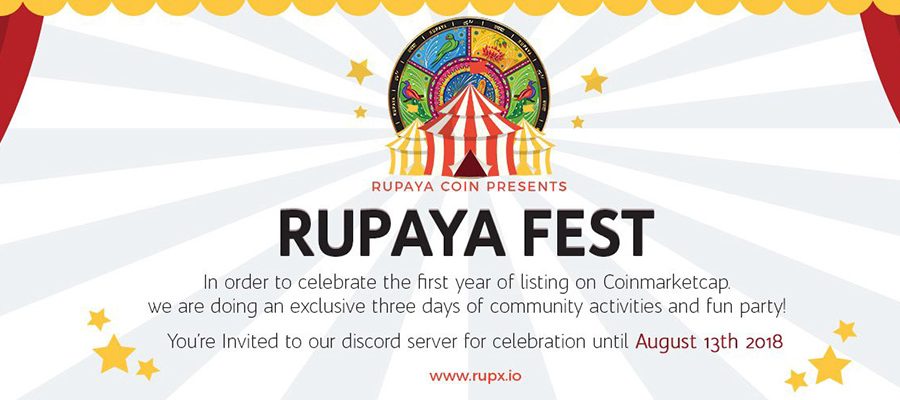 RUPAYA COIN PRESENTS
RUPAYA FEST
In order to celebrate the first year of listing on Coinmarketcap.
we are doing an exclusive three days of community activities and fun party!
You're Invited to our discord server for celebration until August 13th 2018
www.rupx.io